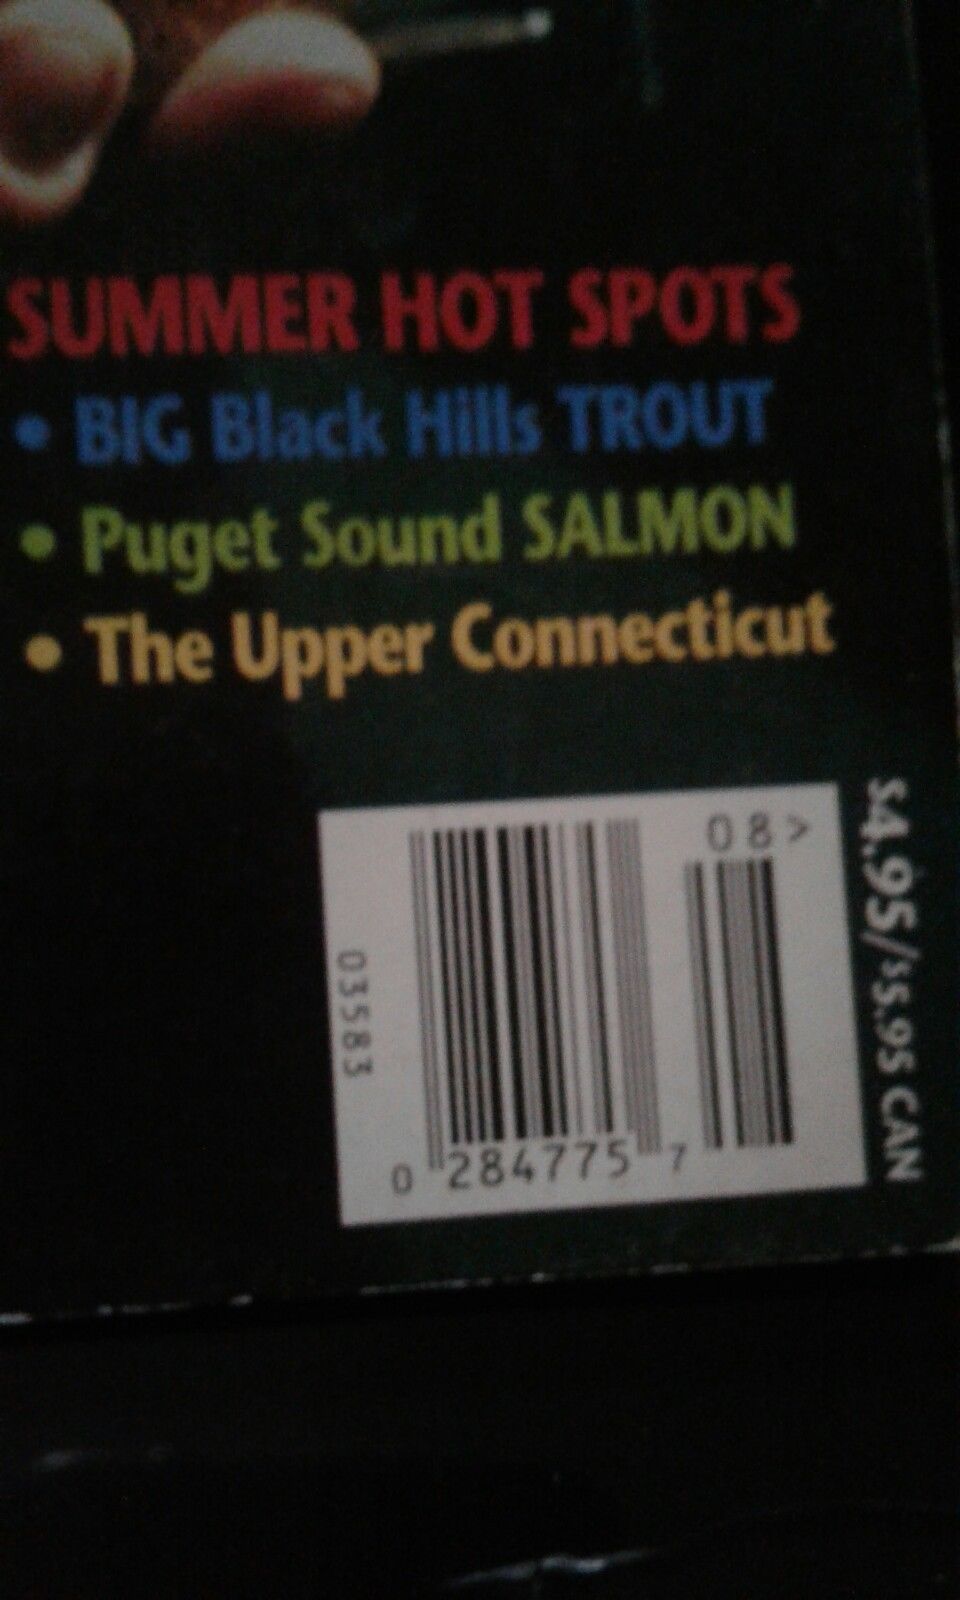 SUMMER HOT SPOTS
• BIG Black Hills TROUT
• Puget Sound SALMON
• The Upper Connecticut
08>
03583
0 284775 7
$4.95/$5.95 CAN